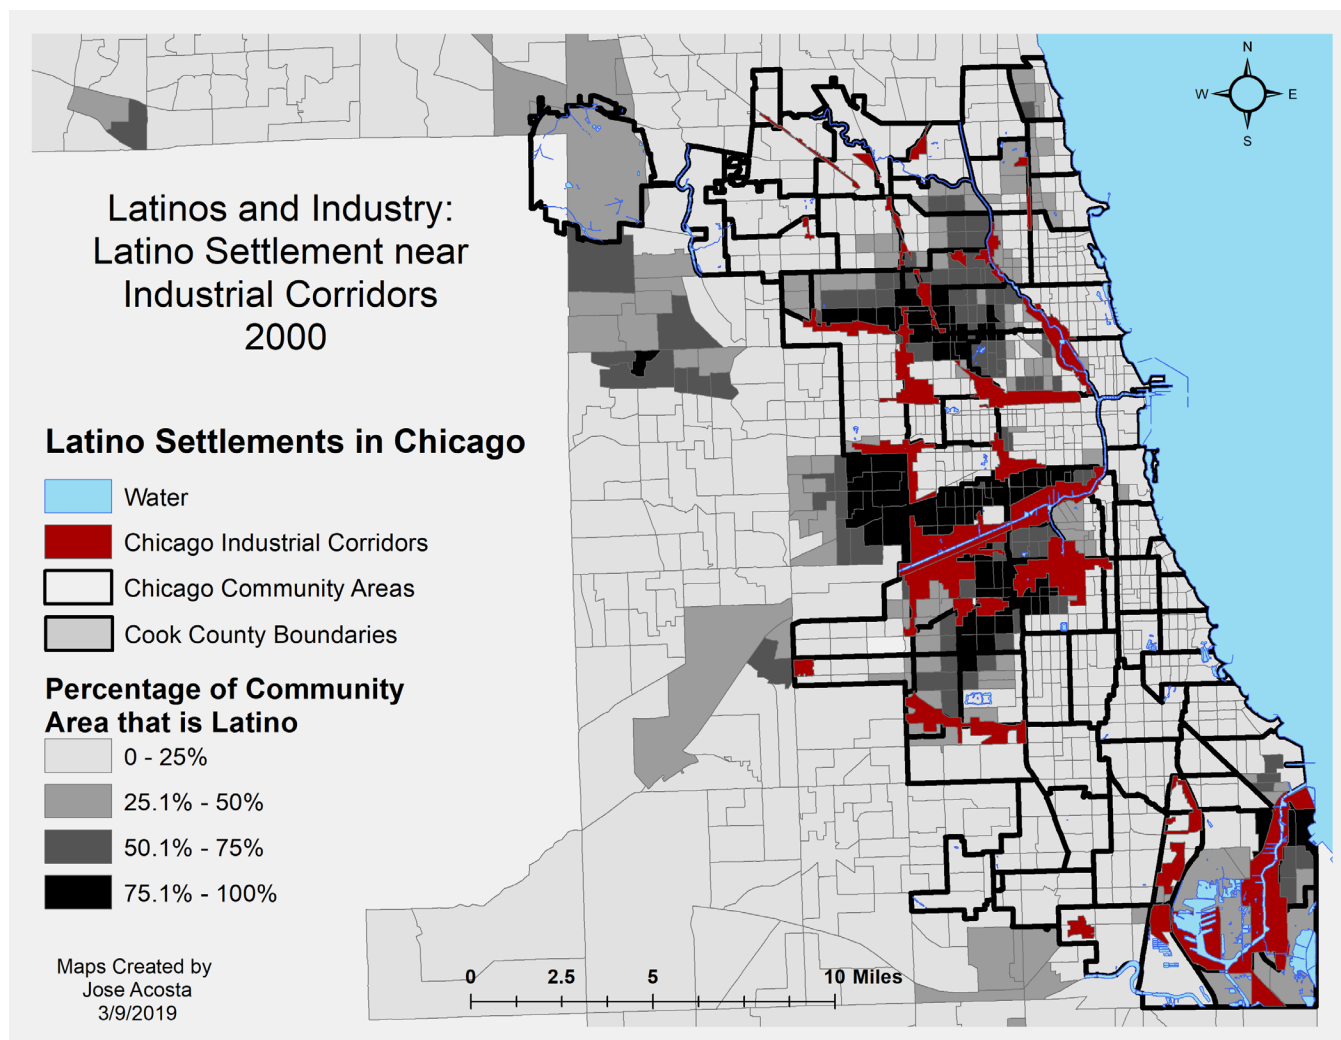 N
W E
S
Latinos and Industry:
Latino Settlement near
Industrial Corridors
2000
Latino Settlements in Chicago
Water
Chicago Industrial Corridors
Chicago Community Areas
Cook County Boundaries
Percentage of Community
Area that is Latino
0 - 25%
25.1% - 50%
50.1% - 75%
75.1% - 100%
Maps Created by
Jose Acosta
3/9/2019
0 2.5 5 10 Miles